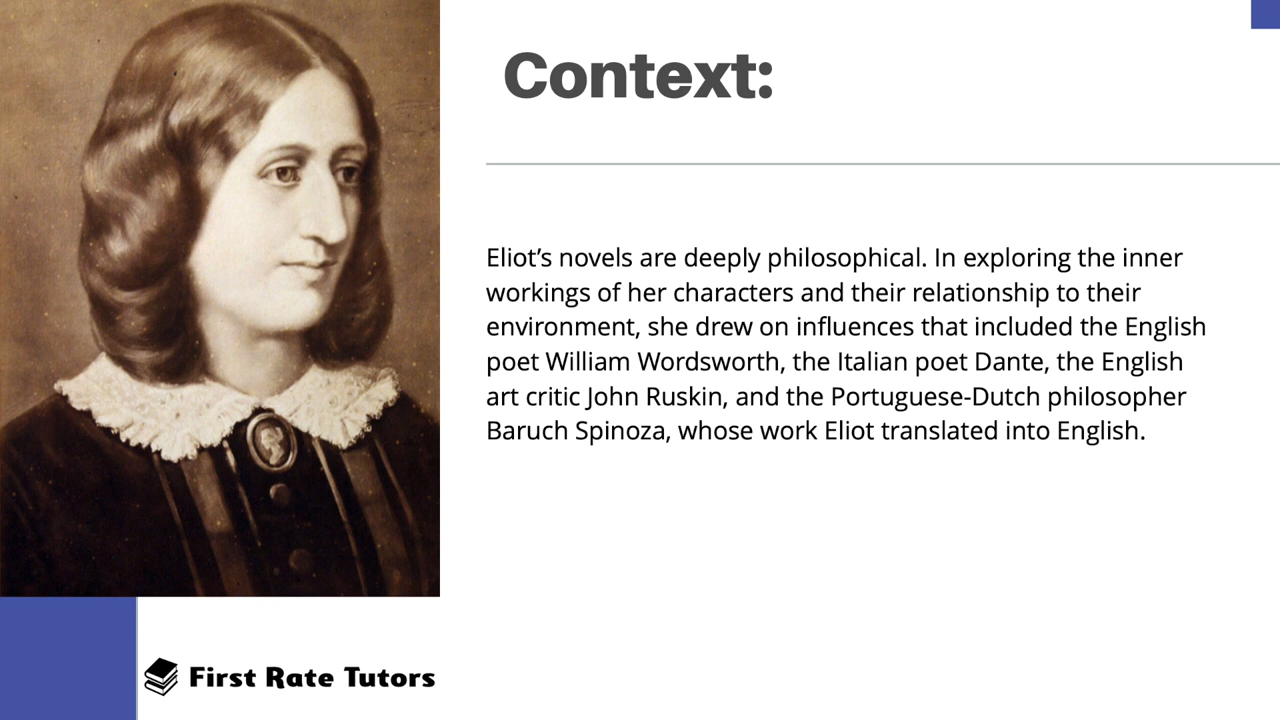 Context:
Eliot’s novels are deeply philosophical. In exploring the inner
workings of her characters and their relationship to their
environment, she drew on influences that included the English
poet William Wordsworth, the Italian poet Dante, the English
art critic John Ruskin, and the Portuguese-Dutch philosopher
Baruch Spinoza, whose work Eliot translated into English.
First Rate Tutors